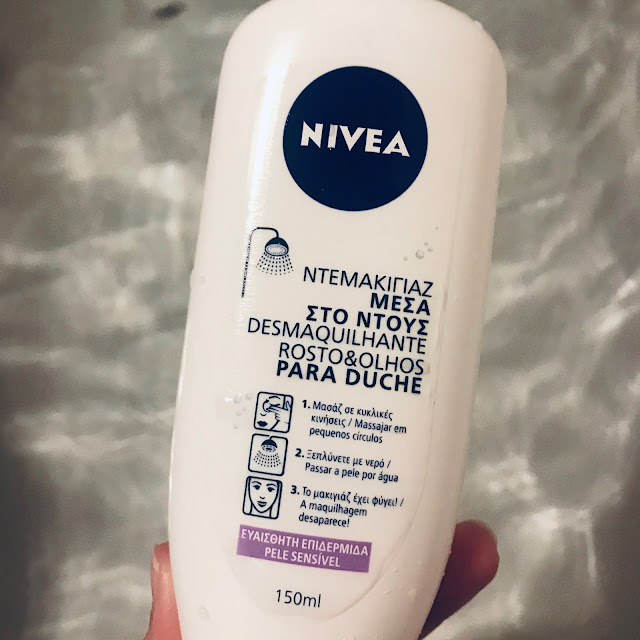 NIVEA
ΝΤΕΜΑΚΙΓΙΑΖ
ΜΕΣΑ
ΣΤΟ ΝΤΟΥΣ
DESMAQUILHANTE
ROSTO&OLHOS
PARA DUCHE
1. Μασάζ σε κυκλικές
κινήσεις / Massajar em
pequenos círculos
2. Ξεπλύνετε με νερό /
Passar a pele por água
3. Το μακιγιάζ έχει φύγει! /
A maquilhagem
desaparece!
ΕΥΑΙΣΘΗΤΗ ΕΠΙΔΕΡΜΙΔΑ
PELE SENSÍVEL
150ml